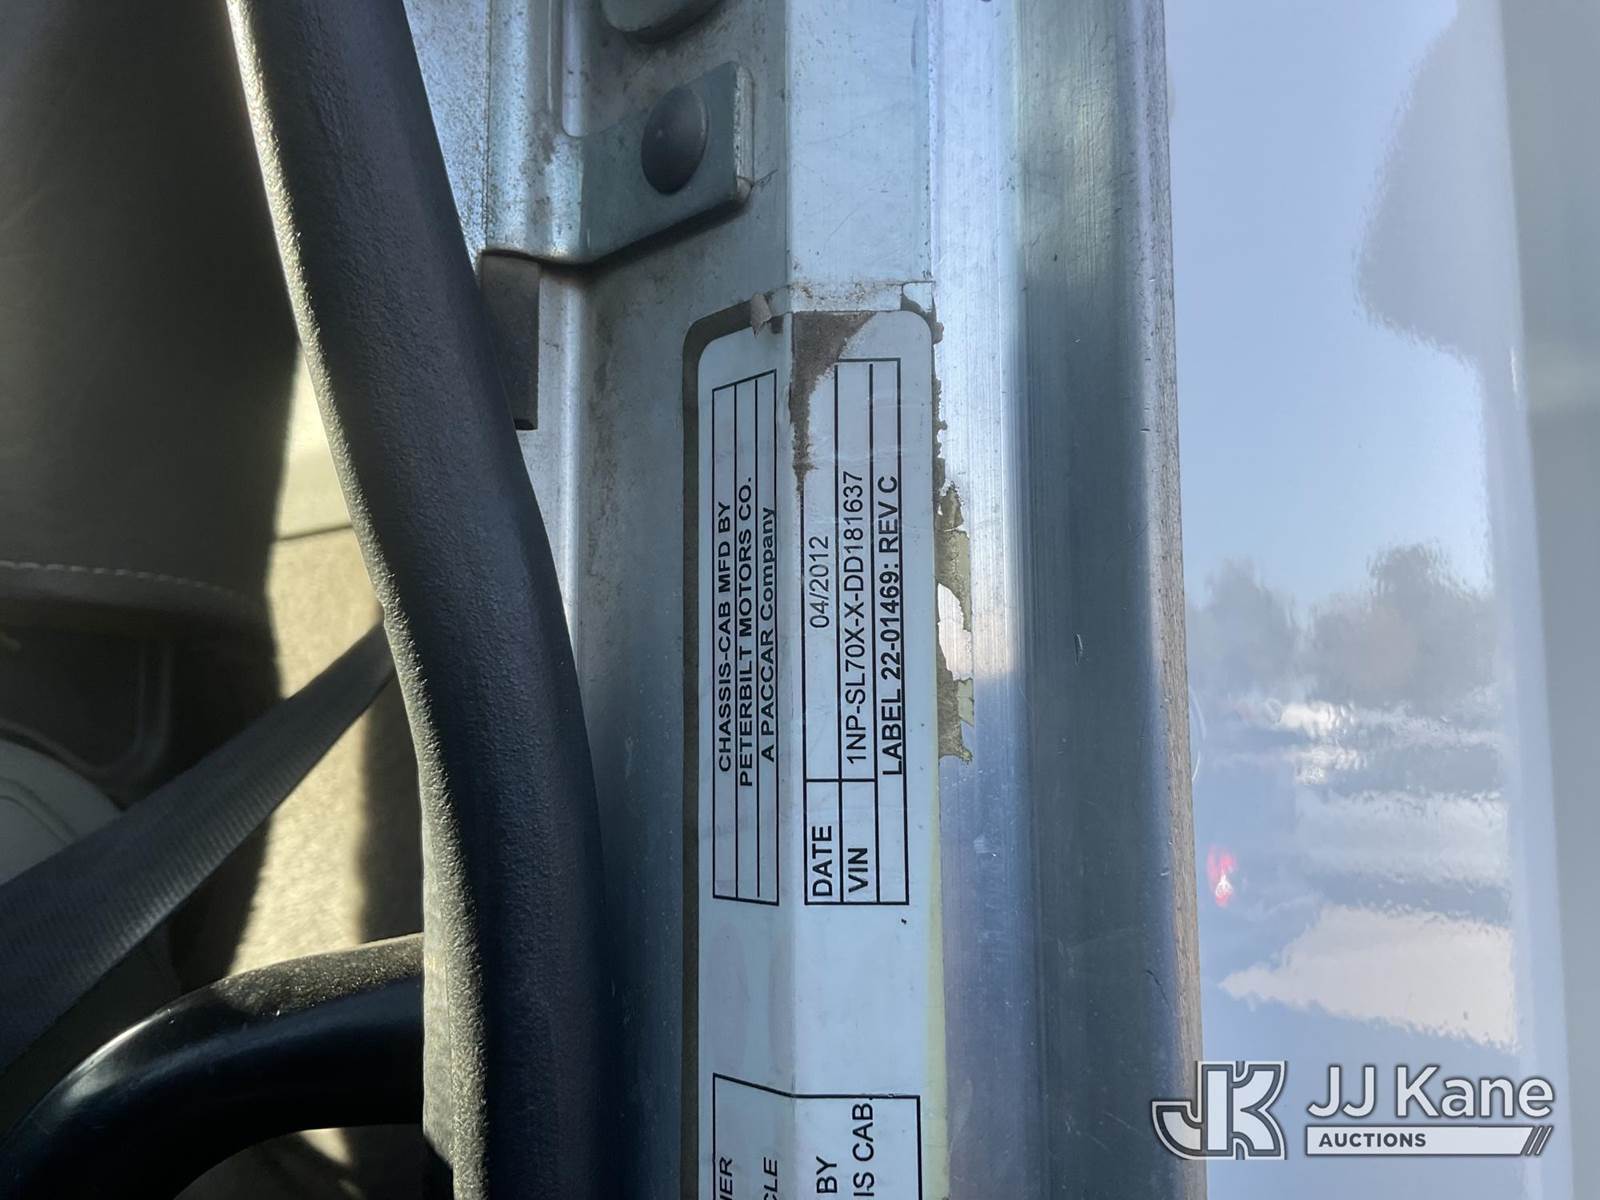 CHASSIS-CAB MFD BY
PETERBILT MOTORS CO.
A PACCAR Company
DATE 04/2012
VIN 1NP-SL70X-X-DD181637
LABEL 22-01469: REV C
BY
IS CAB.
JJ Kane
AUCTIONS